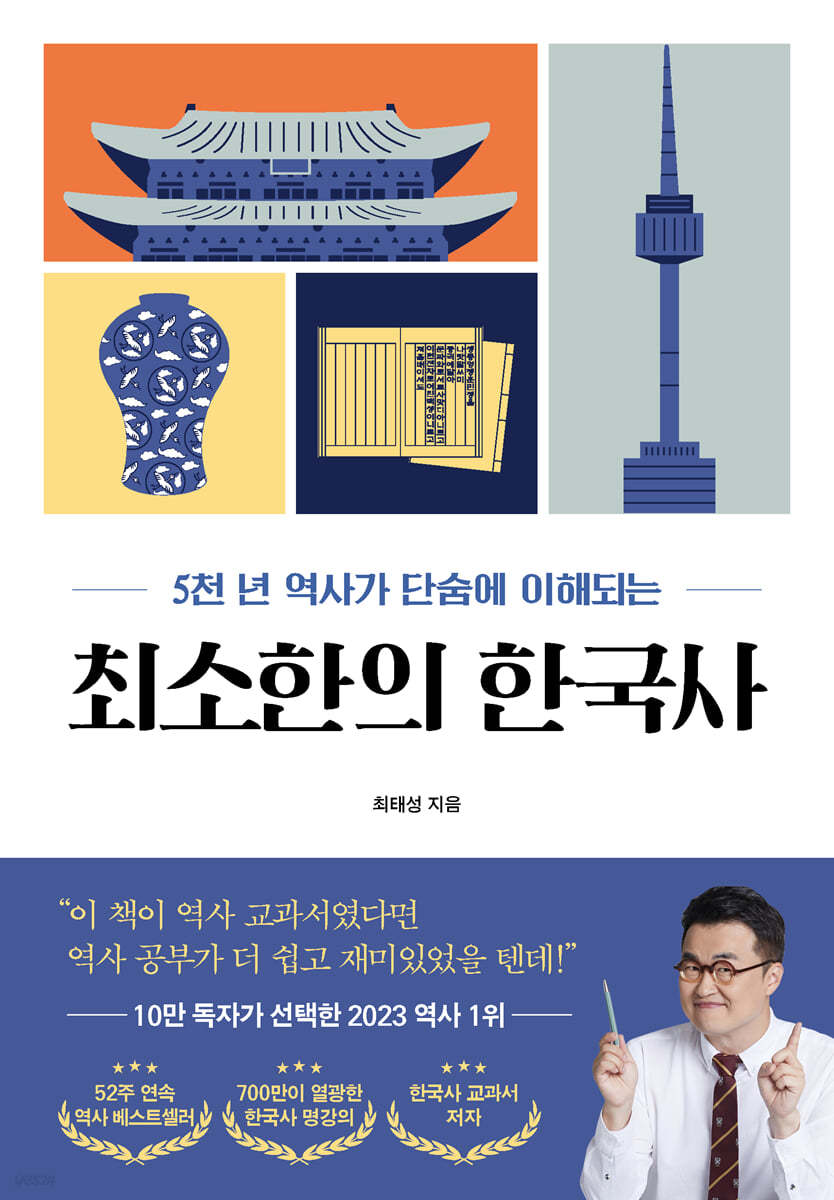 5천 년 역사가 단숨에 이해되는
최소한의 한국사
최태성 지음
“이 책이 역사 교과서였다면
역사 공부가 더 쉽고 재미있었을 텐데!”
10만 독자가 선택한 2023 역사 1위
52주 연속
역사 베스트셀러
700만이 열광한
한국사 명강의
한국사 교과서
저자